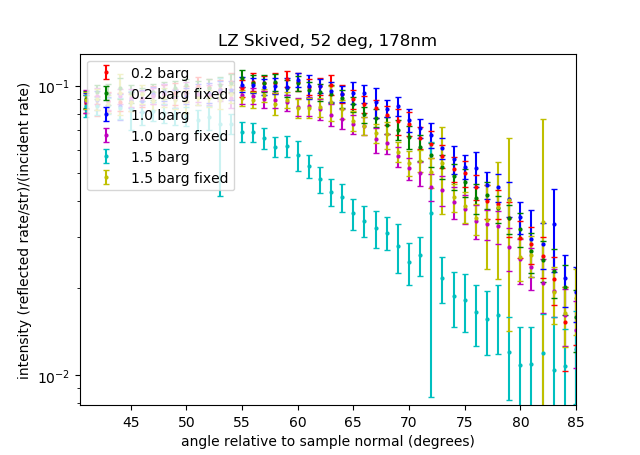 LZ Skived, 52 deg, 178nm
0.2 barg
0.2 barg fixed
1.0 barg
1.0 barg fixed
1.5 barg
1.5 barg fixed
intensity (reflected rate/str)/(incident rate)
10⁻¹
10⁻²
45 50 55 60 65 70 75 80 85
angle relative to sample normal (degrees)